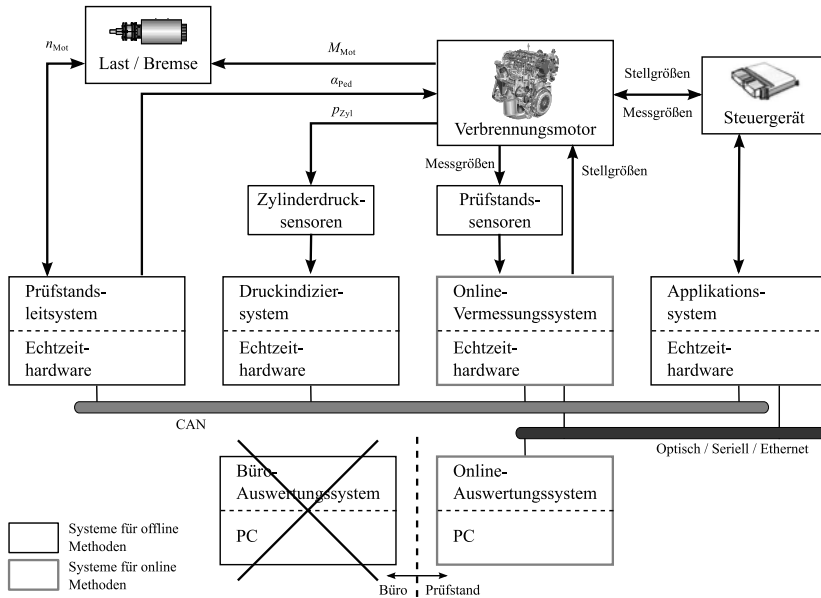 n_Mot
Last / Bremse
M_Mot
α_Ped
p_Zyl
Verbrennungsmotor
Stellgrößen
Messgrößen
Steuergerät
Messgrößen
Stellgrößen
Zylinderdruck-
sensoren
Prüfstands-
sensoren
Prüfstands-
leitsystem
Echtzeit-
hardware
Druckindizier-
system
Echtzeit-
hardware
Online-
Vermessungssystem
Echtzeit-
hardware
Applikations-
system
Echtzeit-
hardware
CAN
Optisch / Seriell / Ethernet
Büro-
Auswertungssystem
PC
Online-
Auswertungssystem
PC
Systeme für offline
Methoden
Systeme für online
Methoden
Büro
Prüfstand